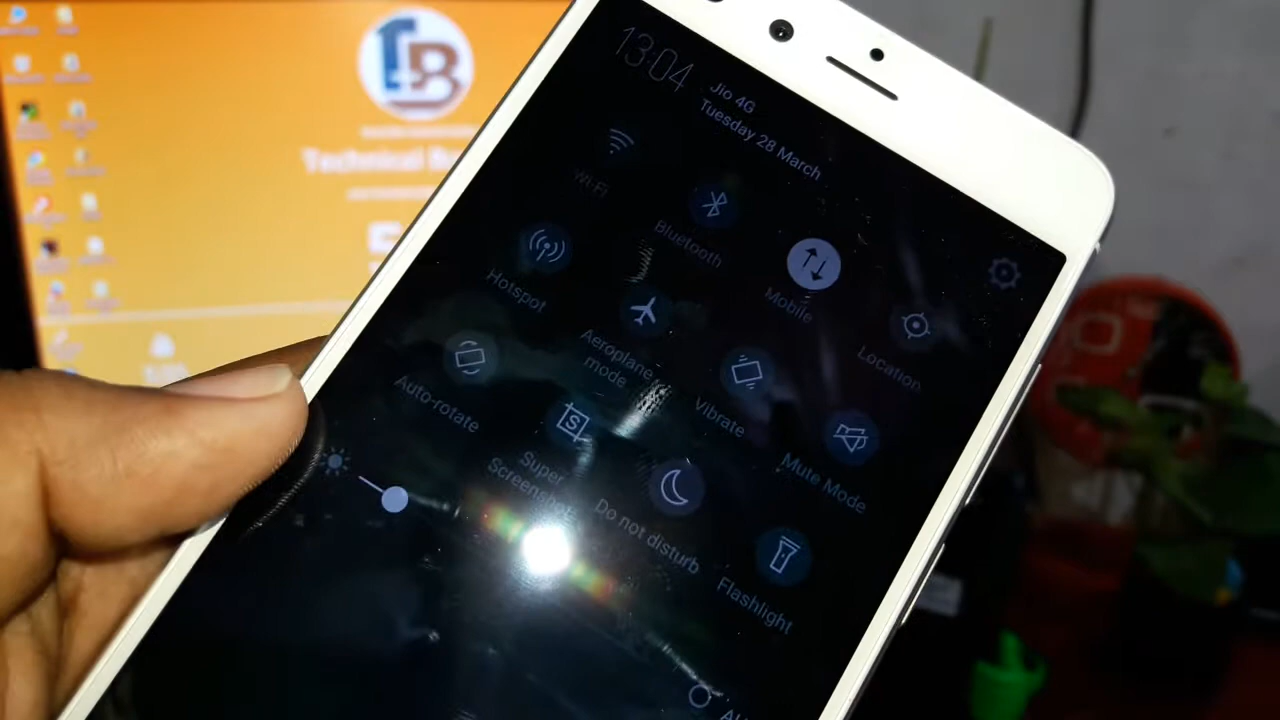 13:04
Jio 4G
Tuesday 28 March
Wi-Fi
Bluetooth
Mobile
Location
Hotspot
Aeroplane
mode
Vibrate
Mute Mode
Auto-rotate
Super
Screenshot
Do not disturb
Flashlight
Technical